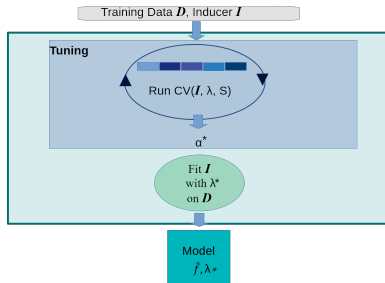 Training Data D, Inducer I
Tuning
Run CV(I, λ, S)
α*
Fit I
with λ*
on D
Model
f̂, λ*